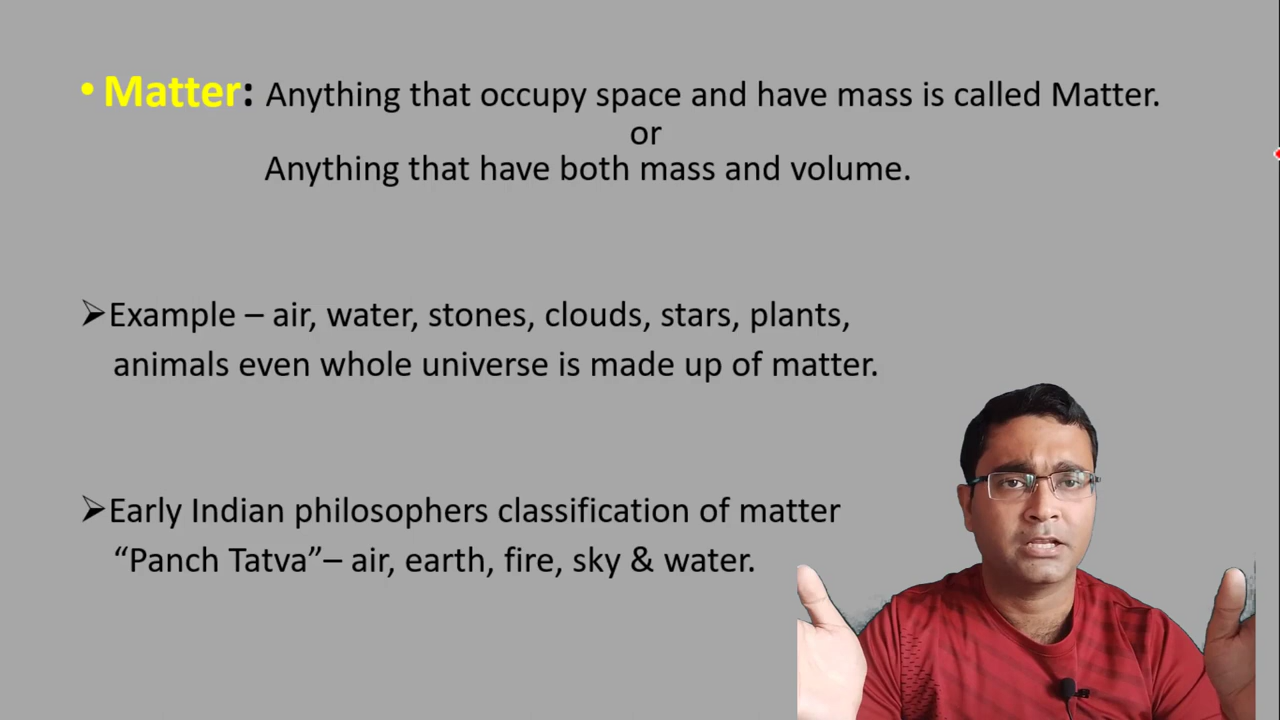 • Matter: Anything that occupy space and have mass is called Matter.
or
Anything that have both mass and volume.
➢Example – air, water, stones, clouds, stars, plants,
animals even whole universe is made up of matter.
➢Early Indian philosophers classification of matter
“Panch Tatva”– air, earth, fire, sky & water.